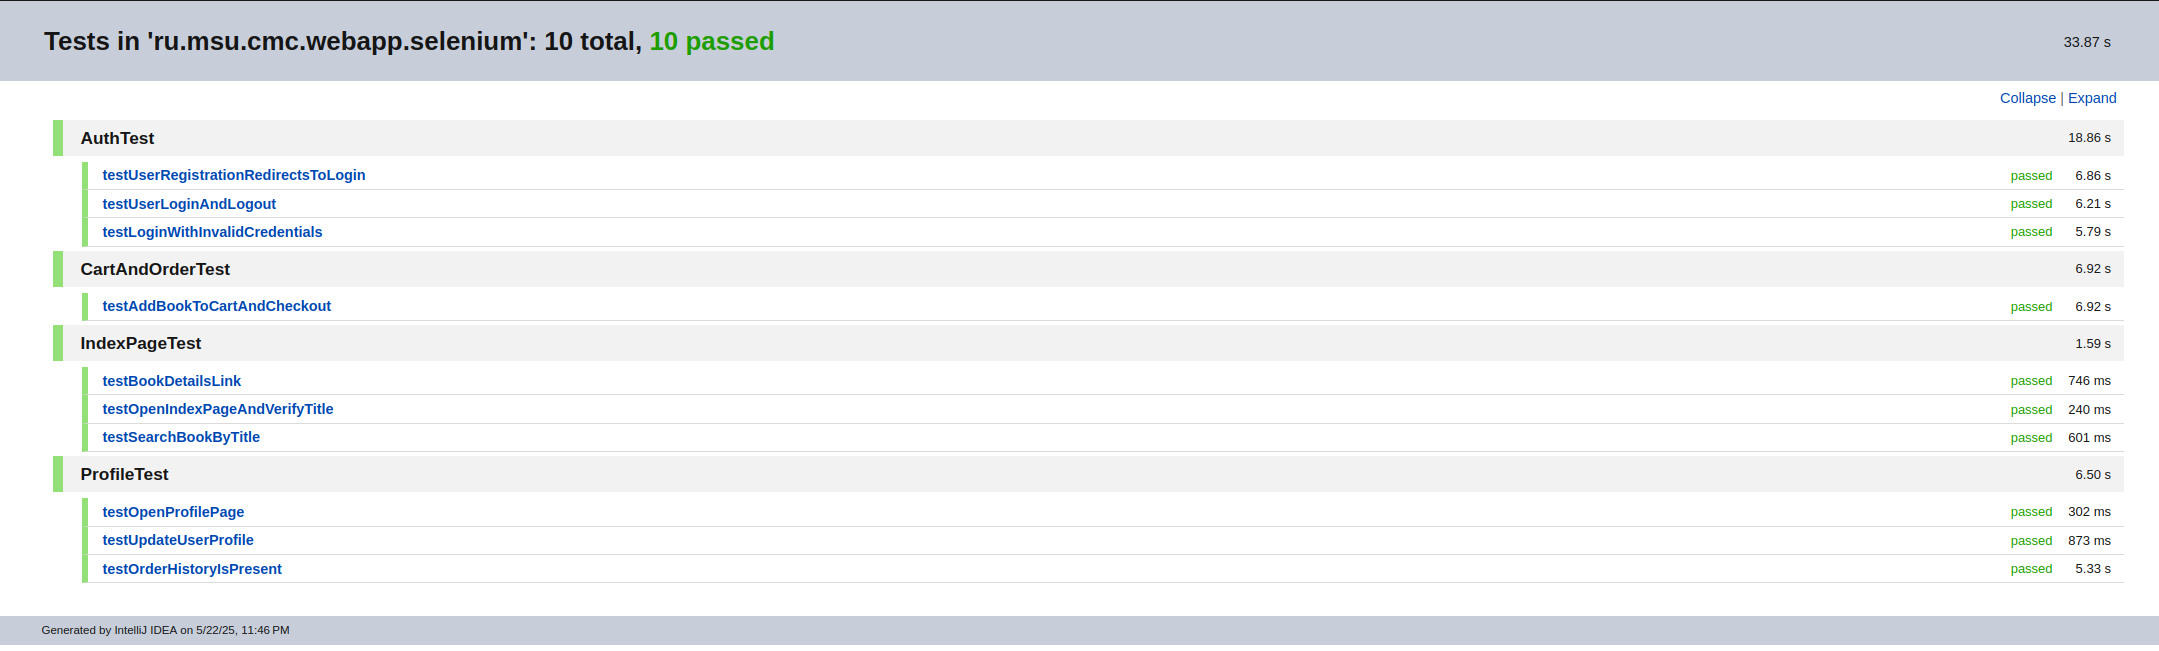 Tests in 'ru.msu.cmc.webapp.selenium': 10 total, 10 passed 33.87 s
Collapse | Expand
AuthTest 18.86 s
testUserRegistrationRedirectsToLogin passed 6.86 s
testUserLoginAndLogout passed 6.21 s
testLoginWithInvalidCredentials passed 5.79 s
CartAndOrderTest 6.92 s
testAddBookToCartAndCheckout passed 6.92 s
IndexPageTest 1.59 s
testBookDetailsLink passed 746 ms
testOpenIndexPageAndVerifyTitle passed 240 ms
testSearchBookByTitle passed 601 ms
ProfileTest 6.50 s
testOpenProfilePage passed 302 ms
testUpdateUserProfile passed 873 ms
testOrderHistoryIsPresent passed 5.33 s
Generated by IntelliJ IDEA on 5/22/25, 11:46 PM